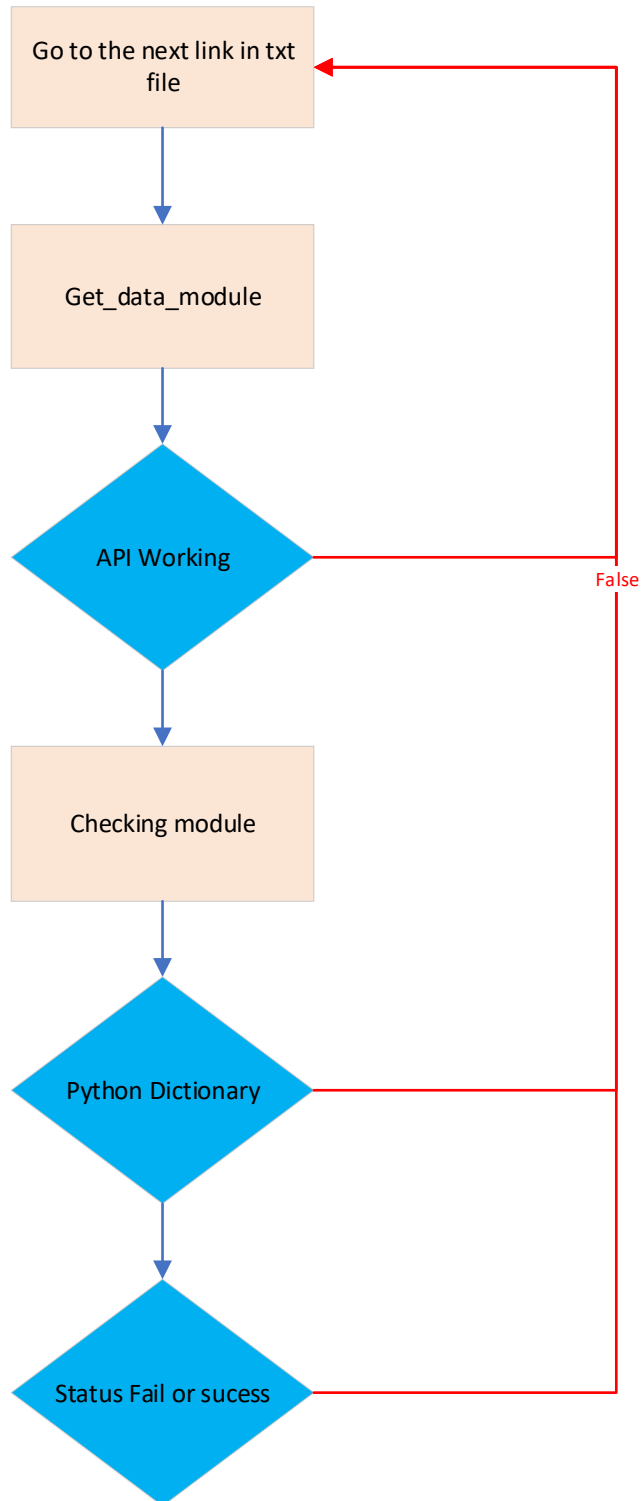 Go to the next link in txt
file
Get_data_module
API Working
False
Checking module
Python Dictionary
Status Fail or sucess